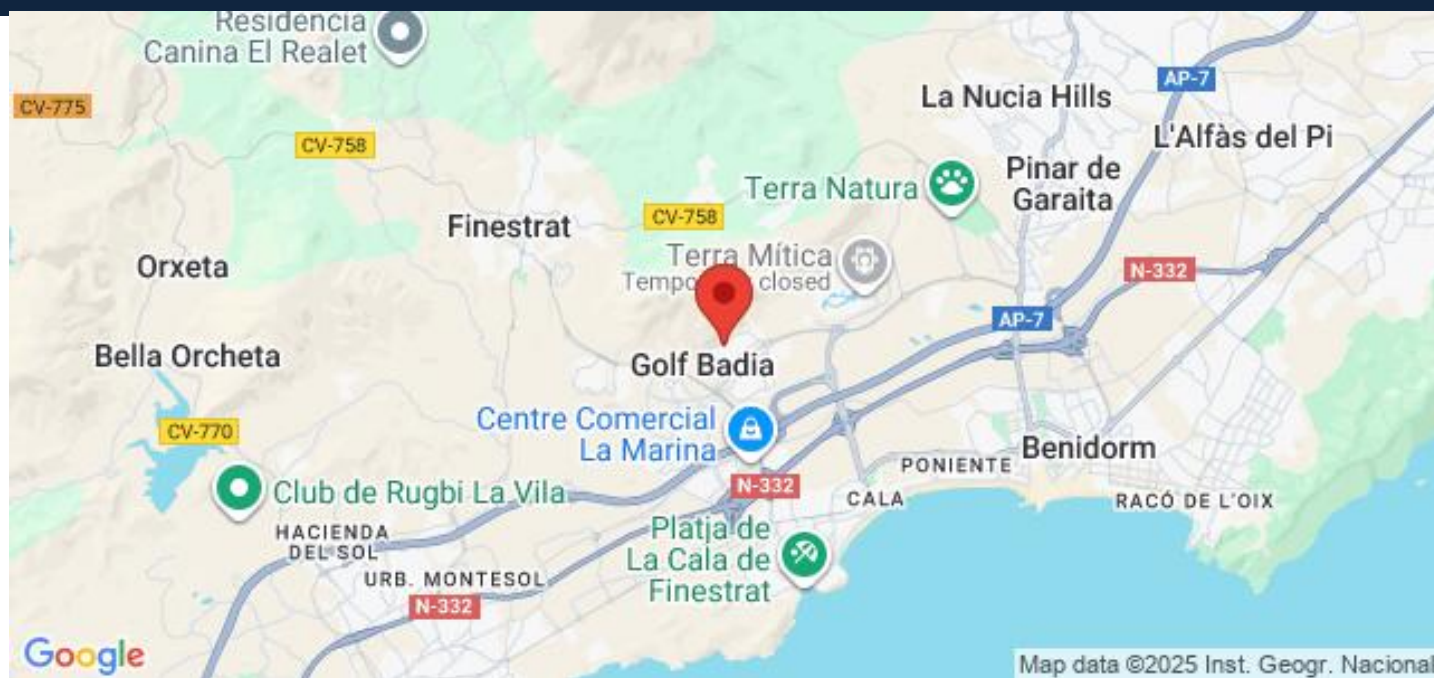 Residencia
Canina El Realet
CV-775
AP-7
La Nucia Hills
CV-758
L'Alfàs del Pi
Pinar de
Garaita
Terra Natura
Finestrat
CV-758
Terra Mítica
closed
Orxeta
N-332
AP-7
Bella Orcheta
Golf Badia
Centre Comercial
La Marina
CV-770
Benidorm
PONIENTE
N-332
Club de Rugbi La Vila
CALA
RACÓ DE L'OIX
HACIENDA
DEL SOL
Platja de
La Cala de
Finestrat
URB. MONTESOL
N-332
Google
Map data ©2025 Inst. Geogr. Nacional